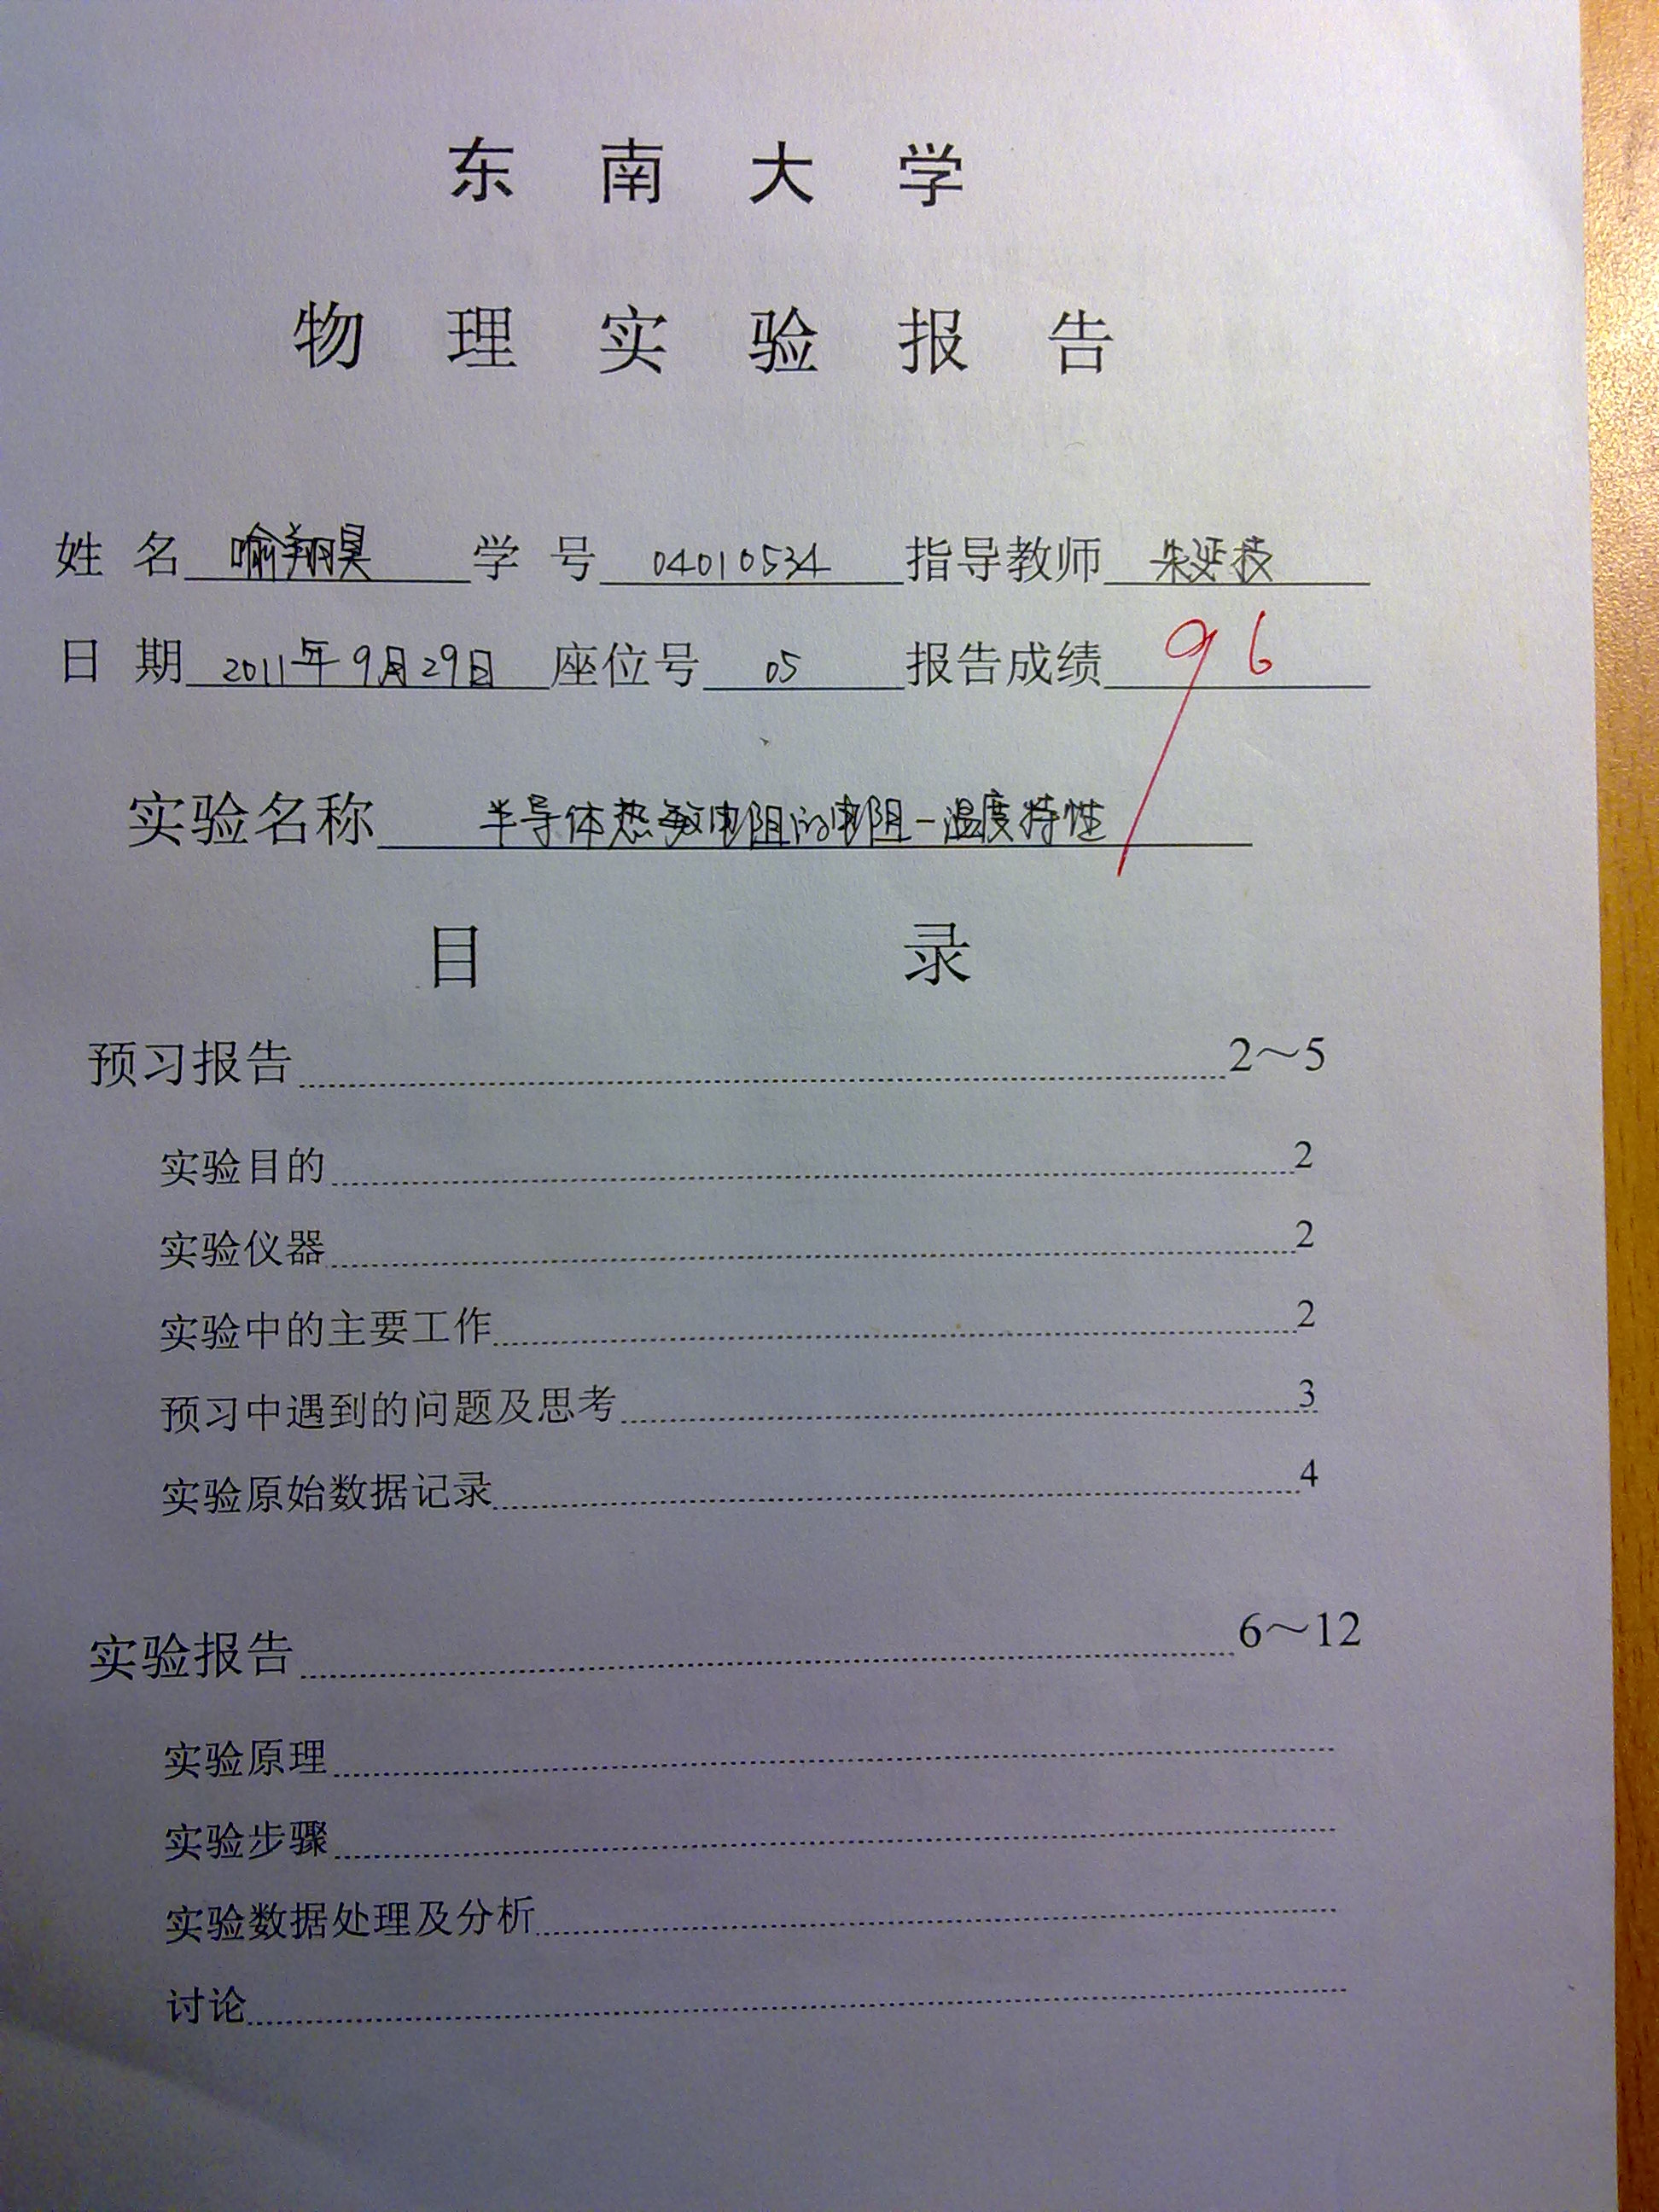 东南大学
物理实验报告
姓名 喻翔昊 学号 04010534 指导教师 朱延技
日期 2011年9月29日 座位号 05 报告成绩 96
实验名称 半导体热敏电阻的电阻-温度特性
目录
预习报告 2～5
实验目的 2
实验仪器 2
实验中的主要工作 2
预习中遇到的问题及思考 3
实验原始数据记录 4
实验报告 6～12
实验原理
实验步骤
实验数据处理及分析
讨论